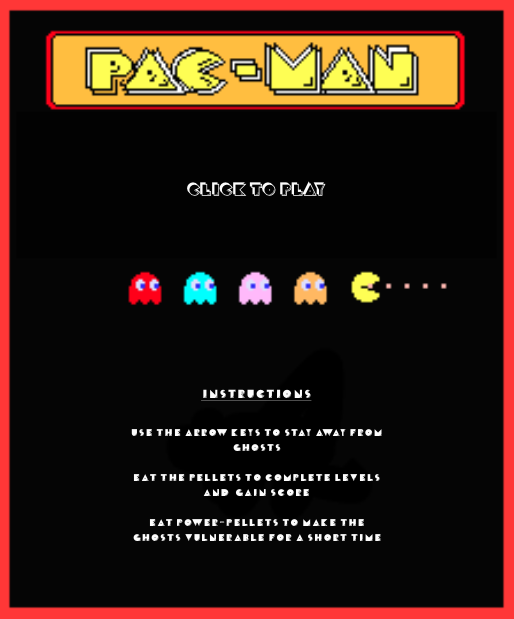 PAC-MAN
CLICK TO PLAY
INSTRUCTIONS
USE THE ARROW KEYS TO STAY AWAY FROM
GHOSTS
EAT THE PELLETS TO COMPLETE LEVELS
AND GAIN SCORE
EAT POWER-PELLETS TO MAKE THE
GHOSTS VULNERABLE FOR A SHORT TIME